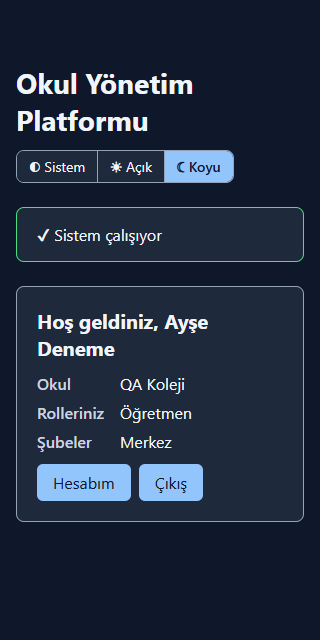 Okul Yönetim
Platformu
◐ Sistem ☀ Açık ☾ Koyu
✓ Sistem çalışıyor
Hoş geldiniz, Ayşe
Deneme
Okul QA Koleji
Rolleriniz Öğretmen
Şubeler Merkez
Hesabım Çıkış